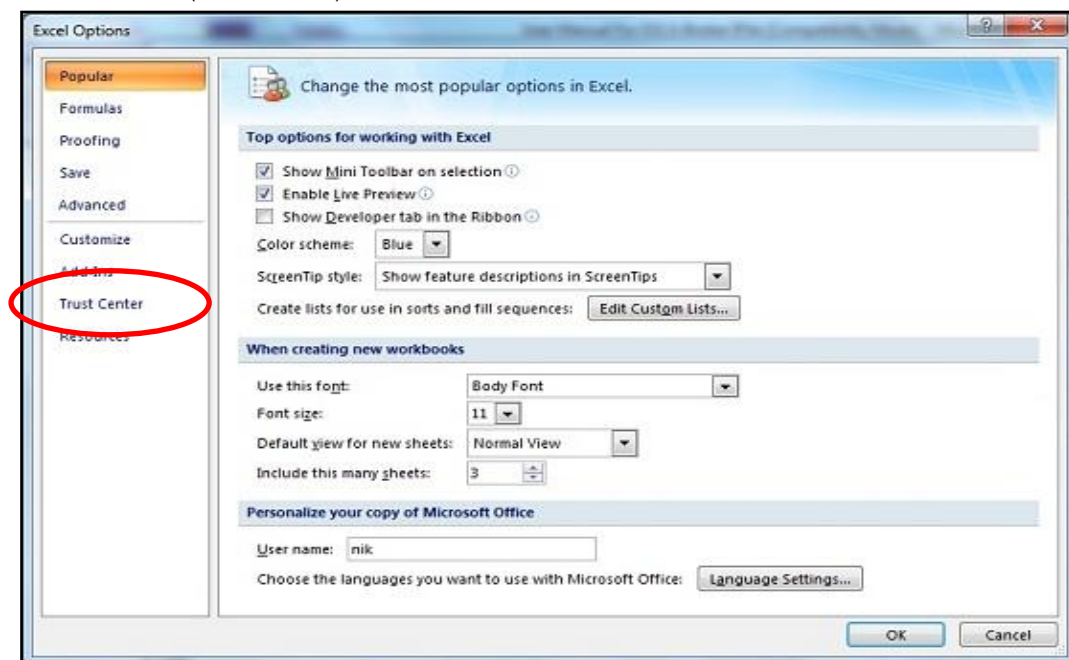 Excel Options
Popular
Formulas
Proofing
Save
Advanced
Customize
Add-Ins
Trust Center
Resources
Change the most popular options in Excel.
Top options for working with Excel
Show Mini Toolbar on selection
Enable Live Preview
Show Developer tab in the Ribbon
Color scheme: Blue
ScreenTip style: Show feature descriptions in ScreenTips
Create lists for use in sorts and fill sequences: Edit Custom Lists...
When creating new workbooks
Use this font: Body Font
Font size: 11
Default view for new sheets: Normal View
Include this many sheets: 3
Personalize your copy of Microsoft Office
User name: nik
Choose the languages you want to use with Microsoft Office: Language Settings...
OK Cancel